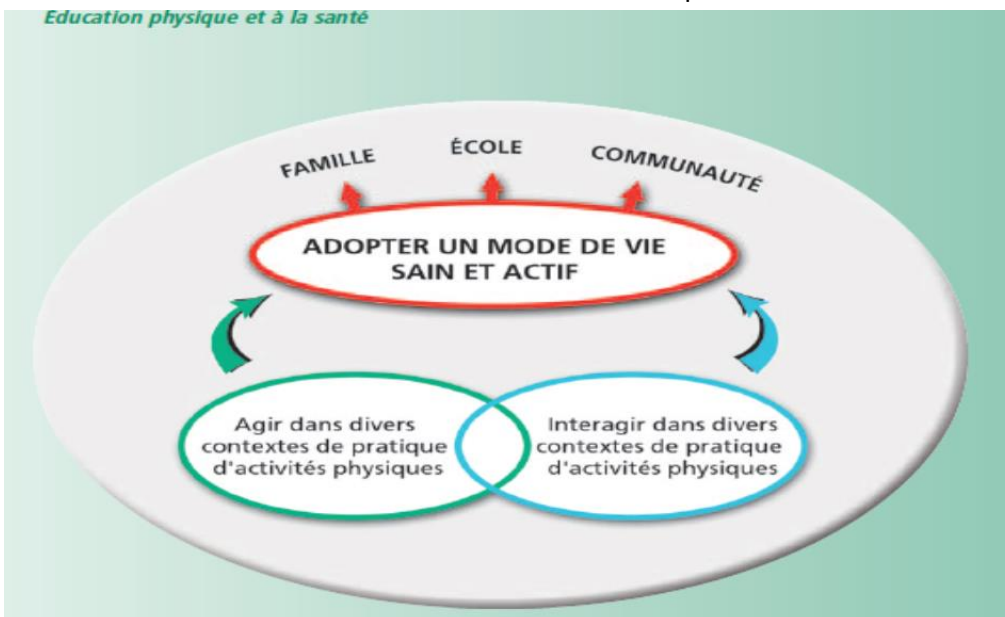 Éducation physique et à la santé
FAMILLE
ÉCOLE
COMMUNAUTÉ
ADOPTER UN MODE DE VIE
SAIN ET ACTIF
Agir dans divers
contextes de pratique
d'activités physiques
Interagir dans divers
contextes de pratique
d'activités physiques